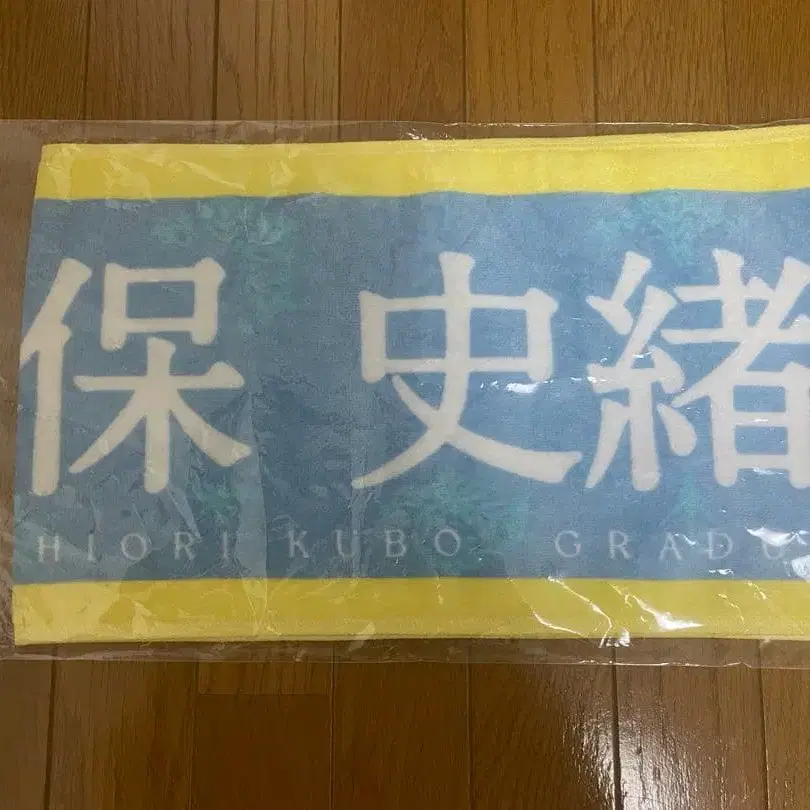 保 史緒
HIORI KUBO GRADU